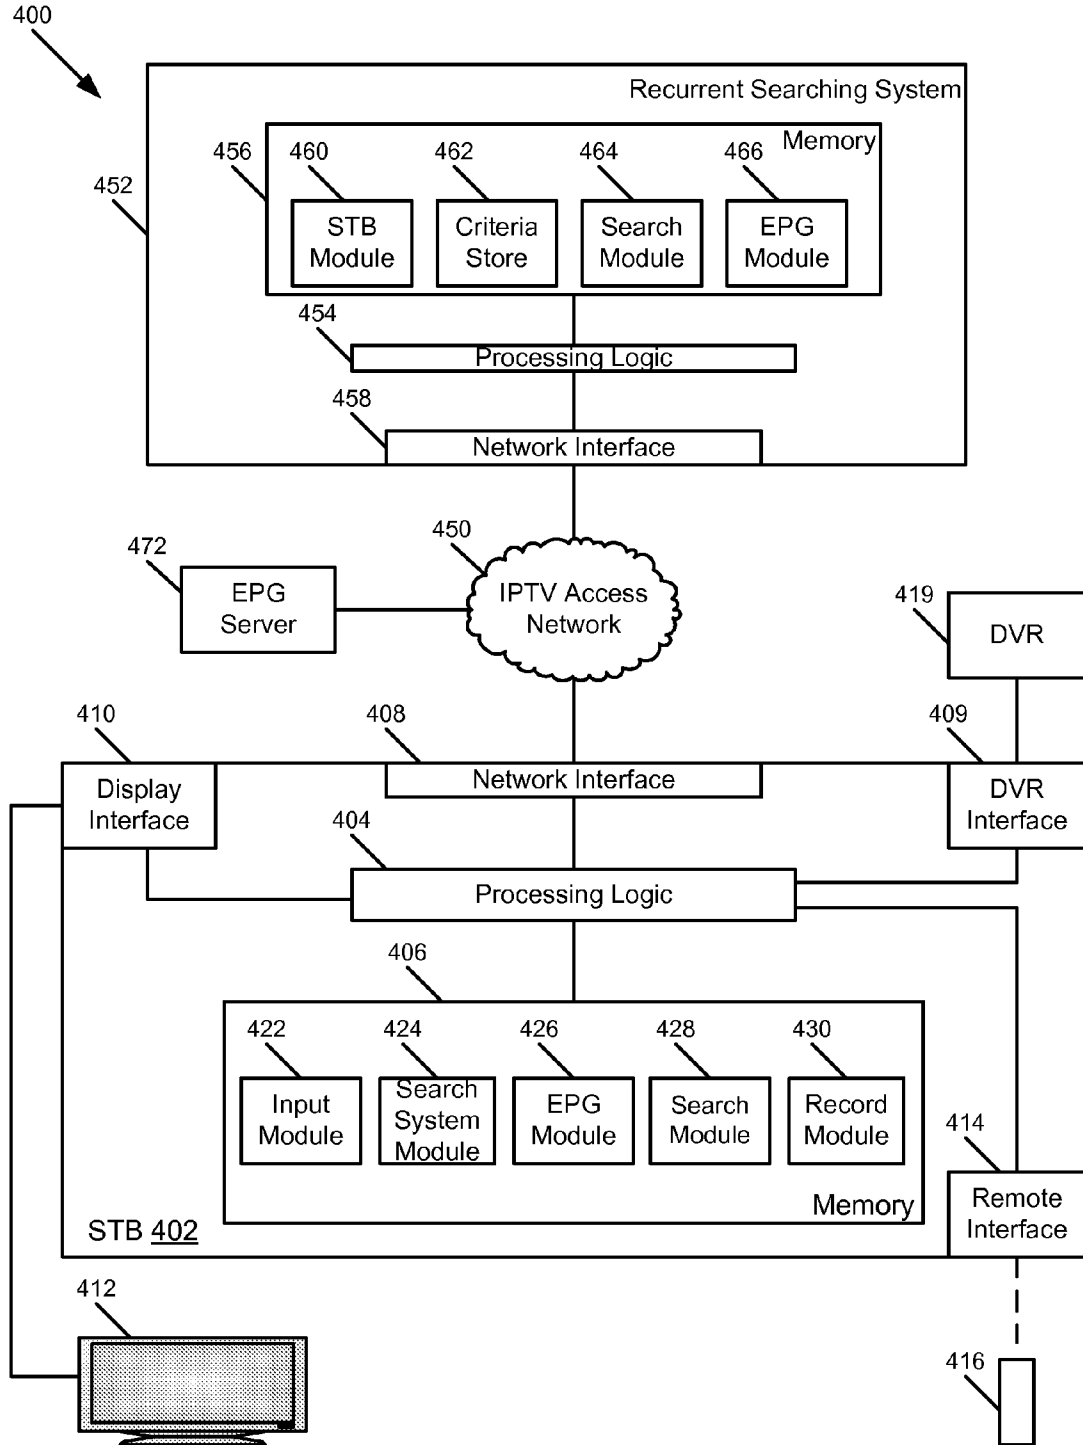 400
Recurrent Searching System
Memory
456
460
462
464
466
452
STB
Module
Criteria
Store
Search
Module
EPG
Module
454
Processing Logic
458
Network Interface
450
472
EPG
Server
IPTV Access
Network
419
DVR
410
408
409
Display
Interface
Network Interface
DVR
Interface
404
Processing Logic
406
422
424
426
428
430
Input
Module
Search
System
Module
EPG
Module
Search
Module
Record
Module
414
Memory
Remote
Interface
STB 402
412
416